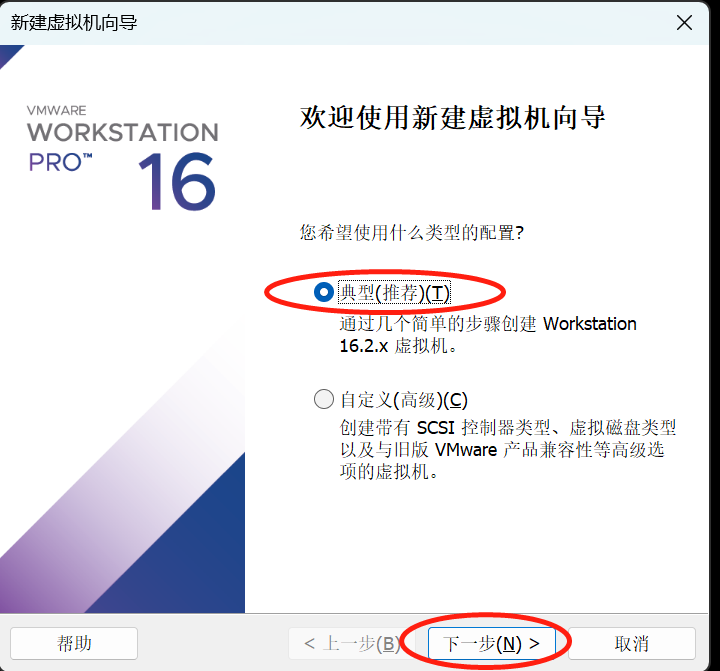 新建虚拟机向导
VMWARE
WORKSTATION
PRO™ 16
欢迎使用新建虚拟机向导
您希望使用什么类型的配置?
典型(推荐)(T)
通过几个简单的步骤创建 Workstation
16.2.x 虚拟机。
自定义(高级)(C)
创建带有 SCSI 控制器类型、虚拟磁盘类型
以及与旧版 VMware 产品兼容性等高级选
项的虚拟机。
帮助
< 上一步(B)
下一步(N) >
取消